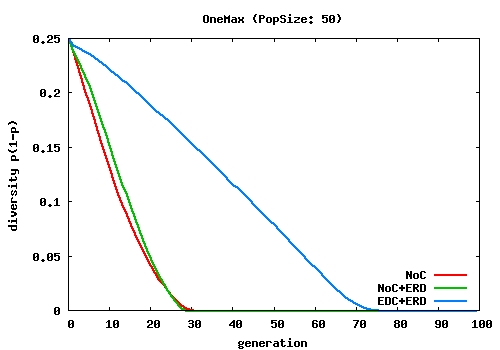 OneMax (PopSize: 50)
0.25
0.2
0.15
0.1
0.05
0
diversity p(1-p)
NoC
NoC+ERD
EDC+ERD
0 10 20 30 40 50 60 70 80 90 100
generation